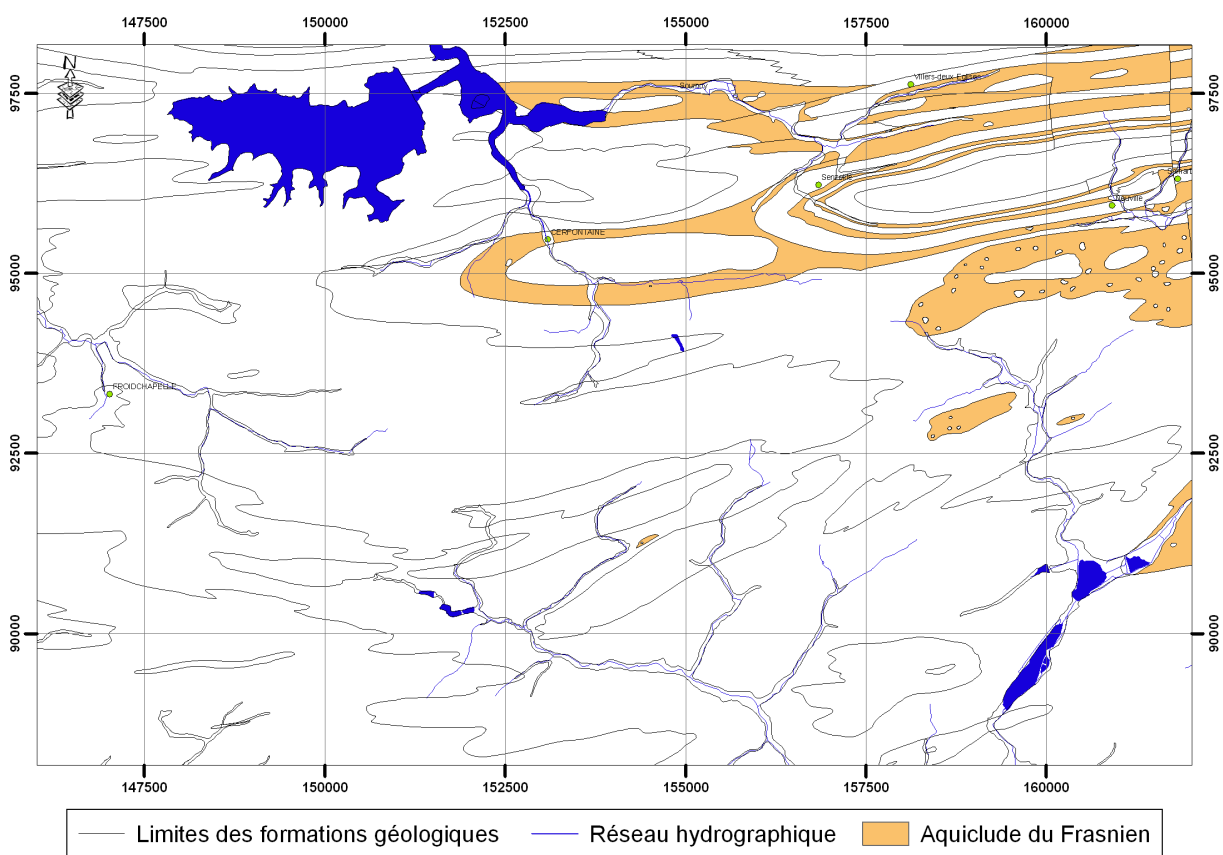 147500 150000 152500 155000 157500 160000
N
97500 97500
Villers-deux-Eglises
Senzeille
Neuville
CERFONTAINE
95000 95000
FROIDCHAPELLE
92500 92500
90000 90000
147500 150000 152500 155000 157500 160000
Limites des formations géologiques Réseau hydrographique Aquiclude du Frasnien